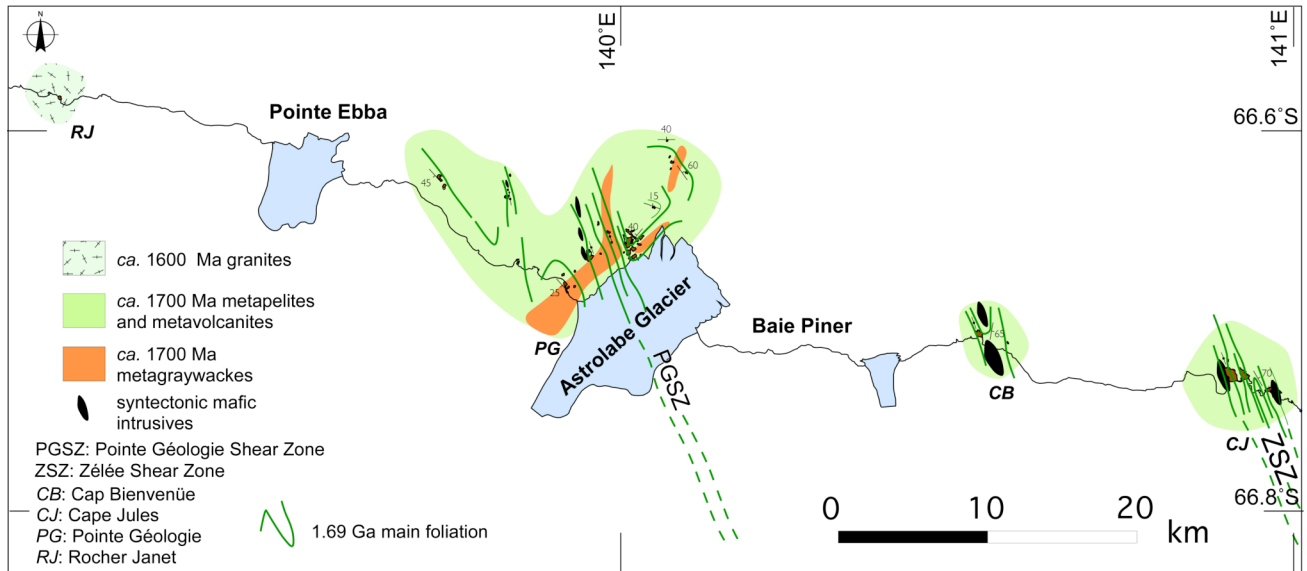 140°E
141°E
Pointe Ebba
66.6°S
RJ
40
60
45
15
40
25
ca. 1600 Ma granites
ca. 1700 Ma metapelites
and metavolcanites
ca. 1700 Ma
metagraywackes
syntectonic mafic
intrusives
PG
Astrolabe Glacier
Baie Piner
PGSZ
65
CB
70
CJ
ZSZ
PGSZ: Pointe Géologie Shear Zone
ZSZ: Zélée Shear Zone
CB: Cap Bienvenüe
CJ: Cape Jules
PG: Pointe Géologie
RJ: Rocher Janet
1.69 Ga main foliation
0 10 20
km
66.8°S